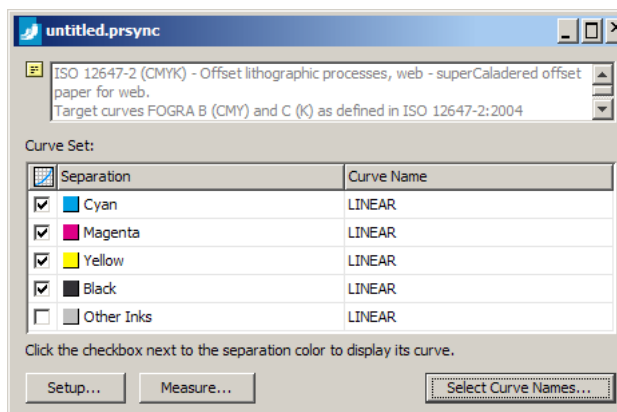 untitled.prsync
ISO 12647-2 (CMYK) - Offset lithographic processes, web - superCaladered offset
paper for web.
Target curves FOGRA B (CMY) and C (K) as defined in ISO 12647-2:2004
Curve Set:
Separation Curve Name
Cyan LINEAR
Magenta LINEAR
Yellow LINEAR
Black LINEAR
Other Inks LINEAR
Click the checkbox next to the separation color to display its curve.
Setup... Measure... Select Curve Names...